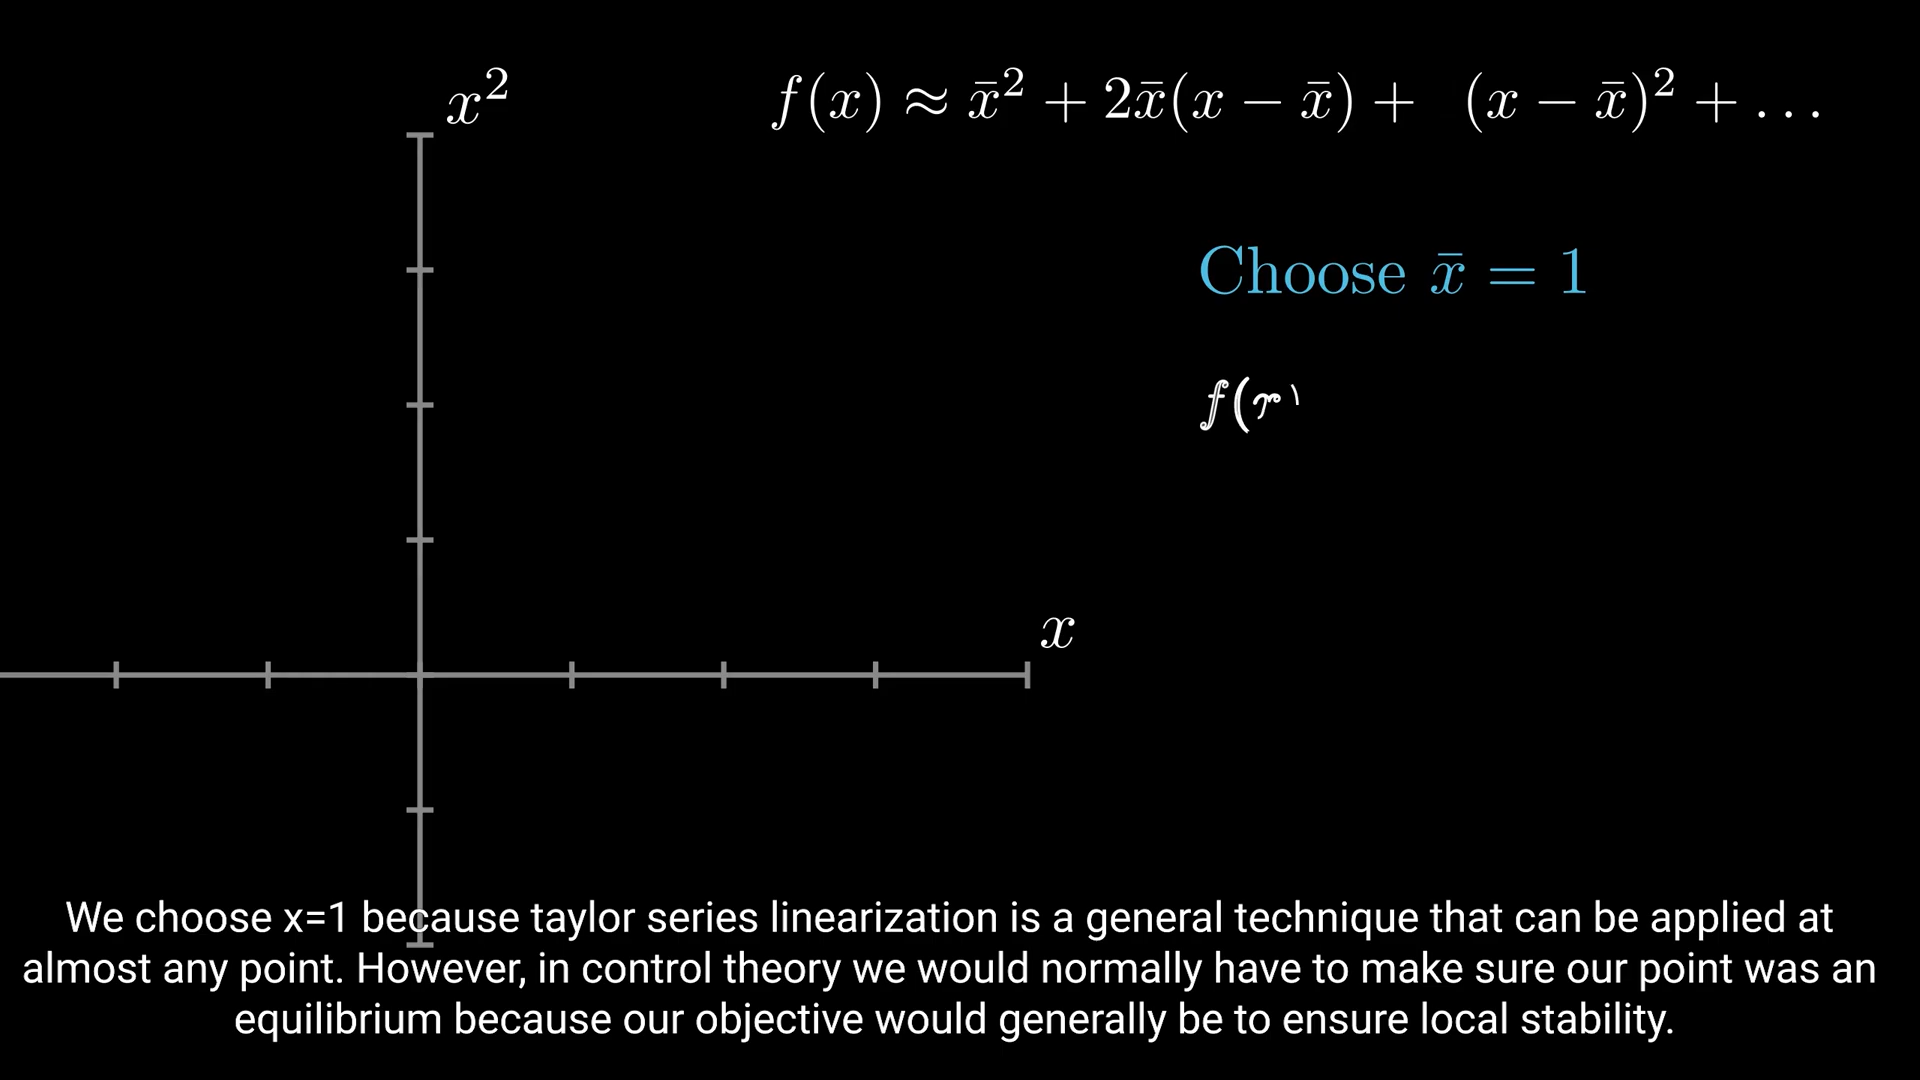 x²
f(x) ≈ x̄² + 2x̄(x − x̄) + (x − x̄)² + ...
Choose x̄ = 1
f(
x
We choose x=1 because taylor series linearization is a general technique that can be applied at
almost any point. However, in control theory we would normally have to make sure our point was an
equilibrium because our objective would generally be to ensure local stability.